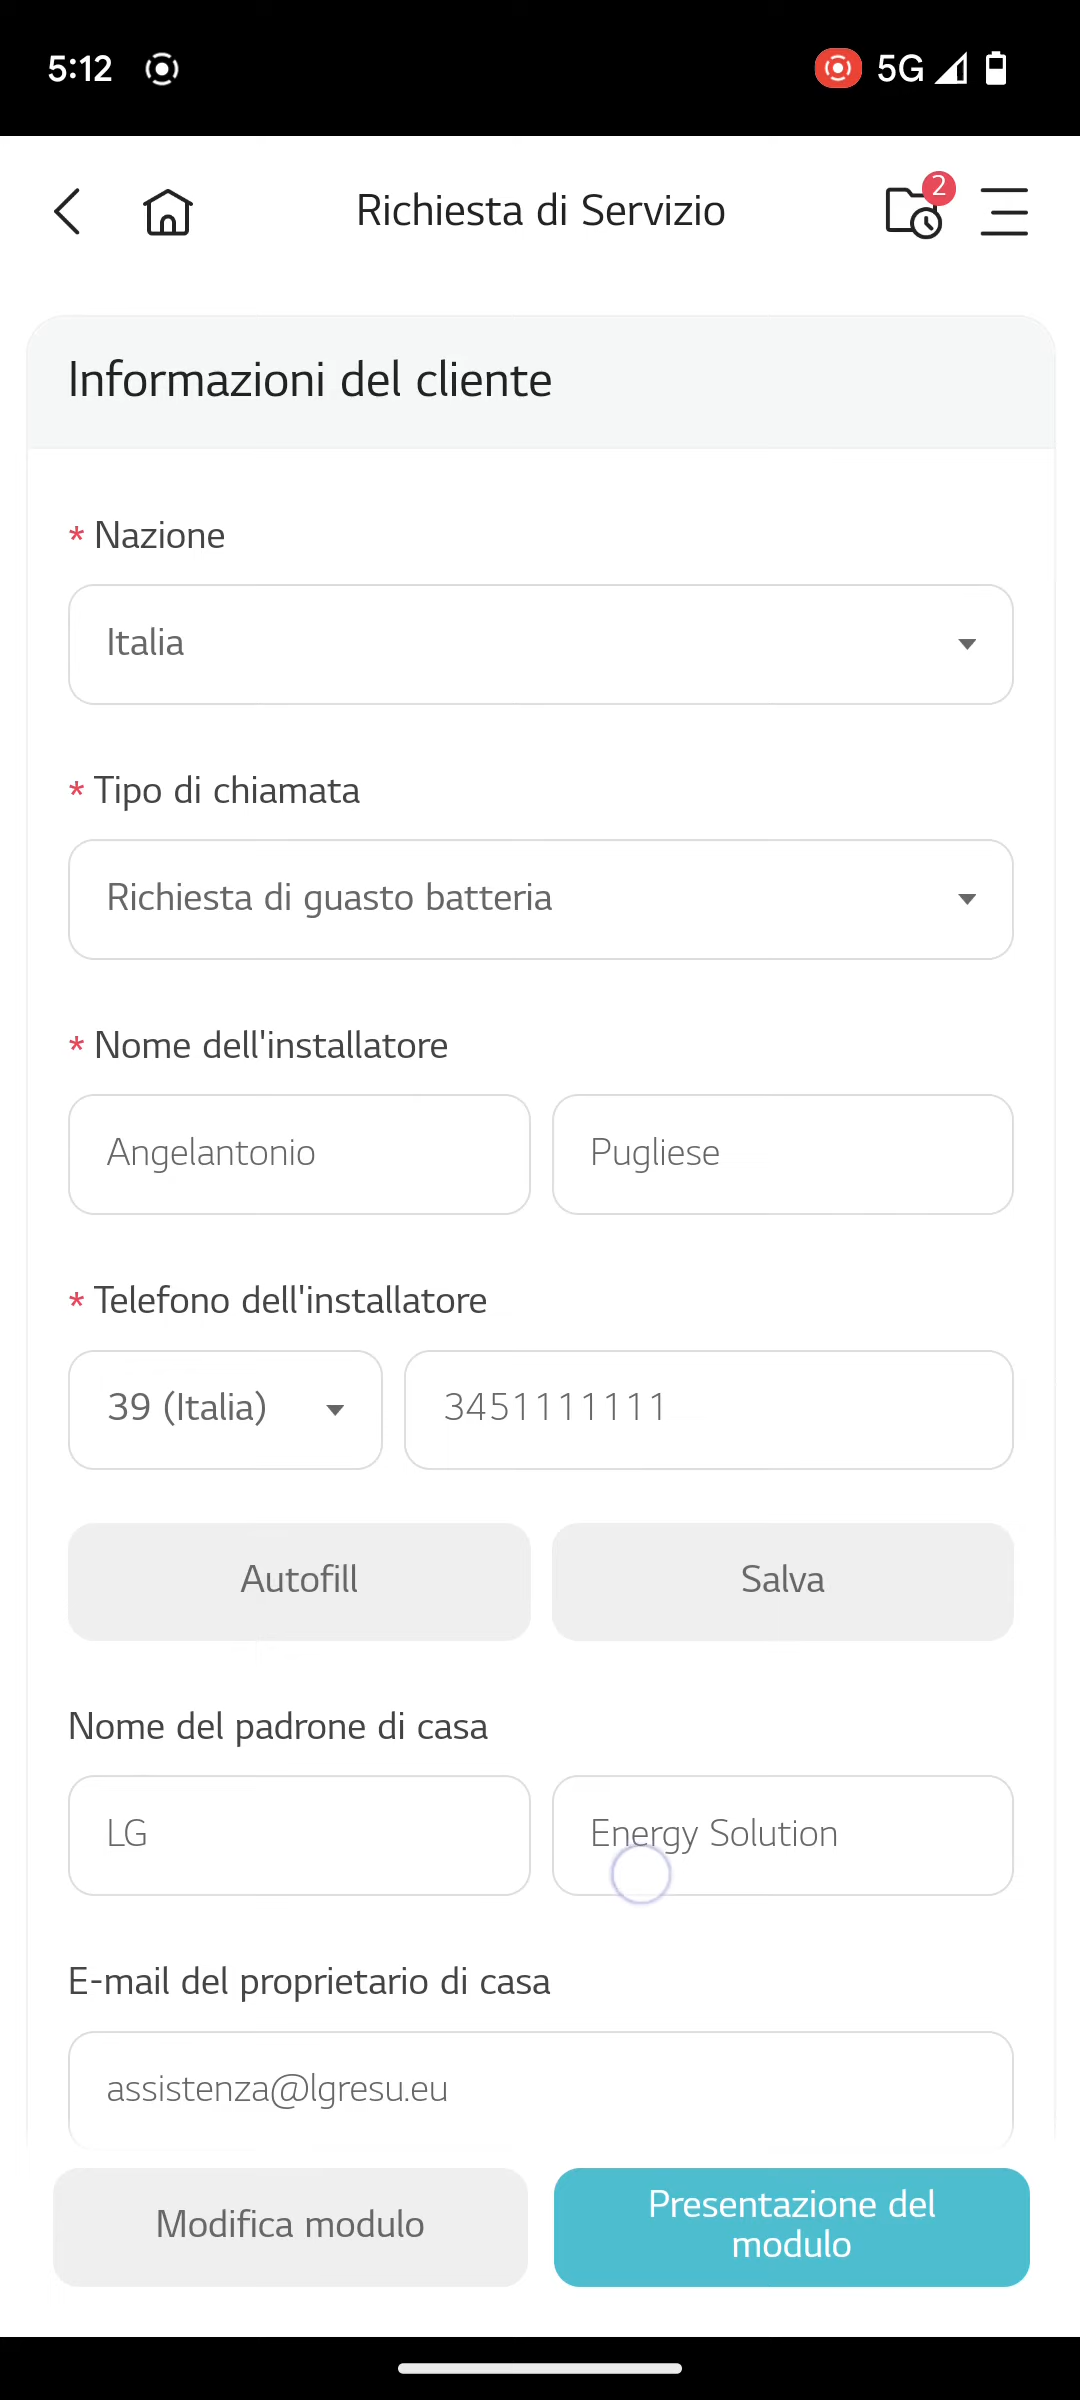 5:12
5G
Richiesta di Servizio
2
Informazioni del cliente
* Nazione
Italia
* Tipo di chiamata
Richiesta di guasto batteria
* Nome dell'installatore
Angelantonio
Pugliese
* Telefono dell'installatore
39 (Italia)
3451111111
Autofill
Salva
Nome del padrone di casa
LG
Energy Solution
E-mail del proprietario di casa
assistenza@lgresu.eu
Modifica modulo
Presentazione del
modulo